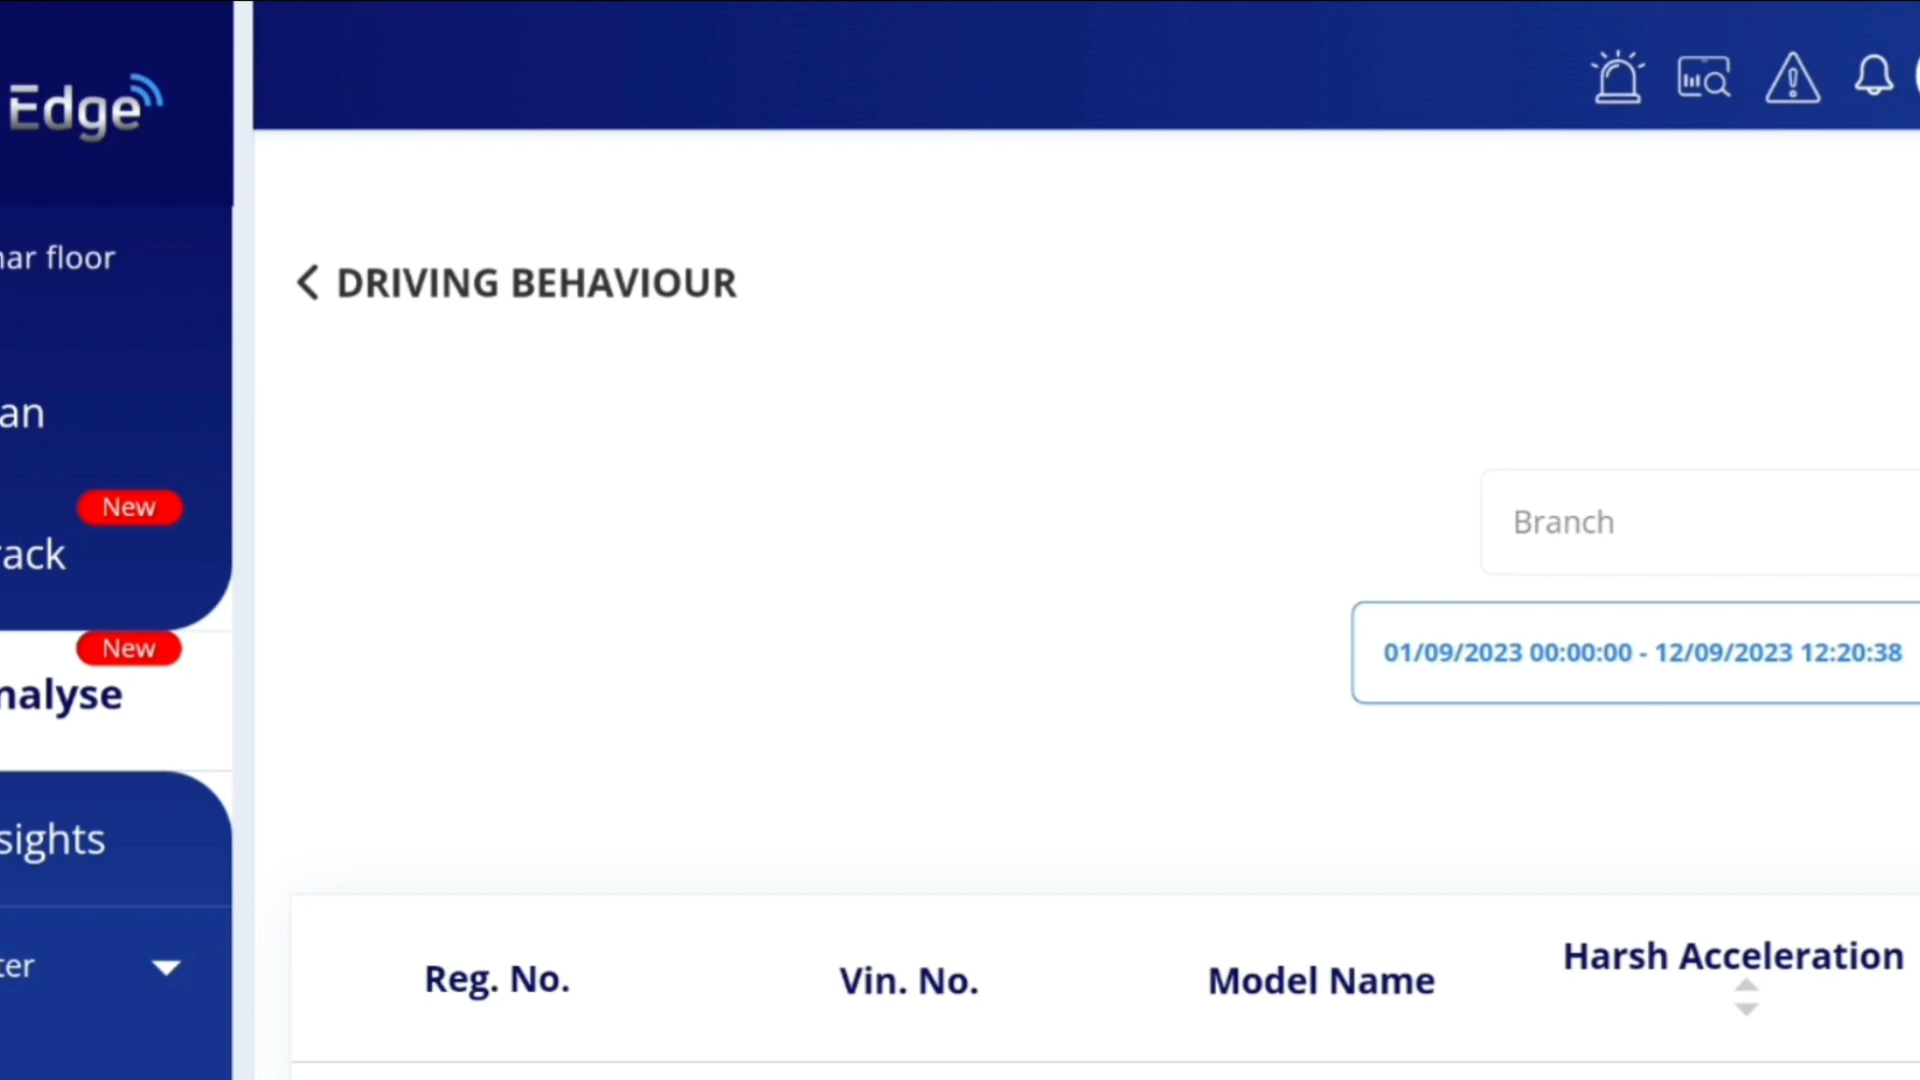 Edge
ar floor
an
New
ack
New
nalyse
sights
ter
DRIVING BEHAVIOUR
Branch
01/09/2023 00:00:00 - 12/09/2023 12:20:38
Reg. No.
Vin. No.
Model Name
Harsh Acceleration